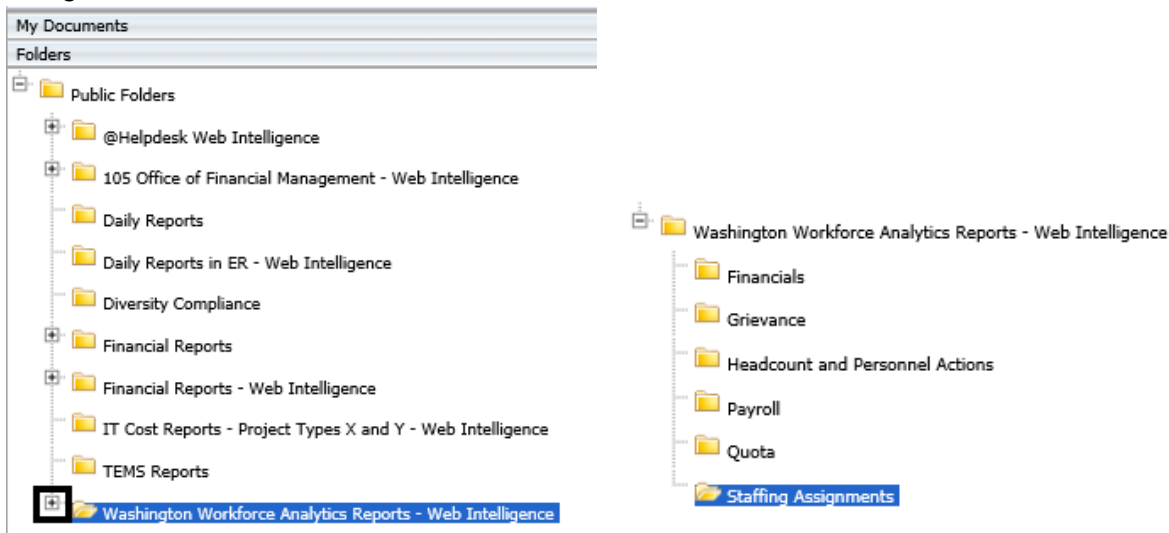 My Documents
Folders
Public Folders
@Helpdesk Web Intelligence
105 Office of Financial Management - Web Intelligence
Daily Reports
Daily Reports in ER - Web Intelligence
Diversity Compliance
Financial Reports
Financial Reports - Web Intelligence
IT Cost Reports - Project Types X and Y - Web Intelligence
TEMS Reports
Washington Workforce Analytics Reports - Web Intelligence
Washington Workforce Analytics Reports - Web Intelligence
Financials
Grievance
Headcount and Personnel Actions
Payroll
Quota
Staffing Assignments